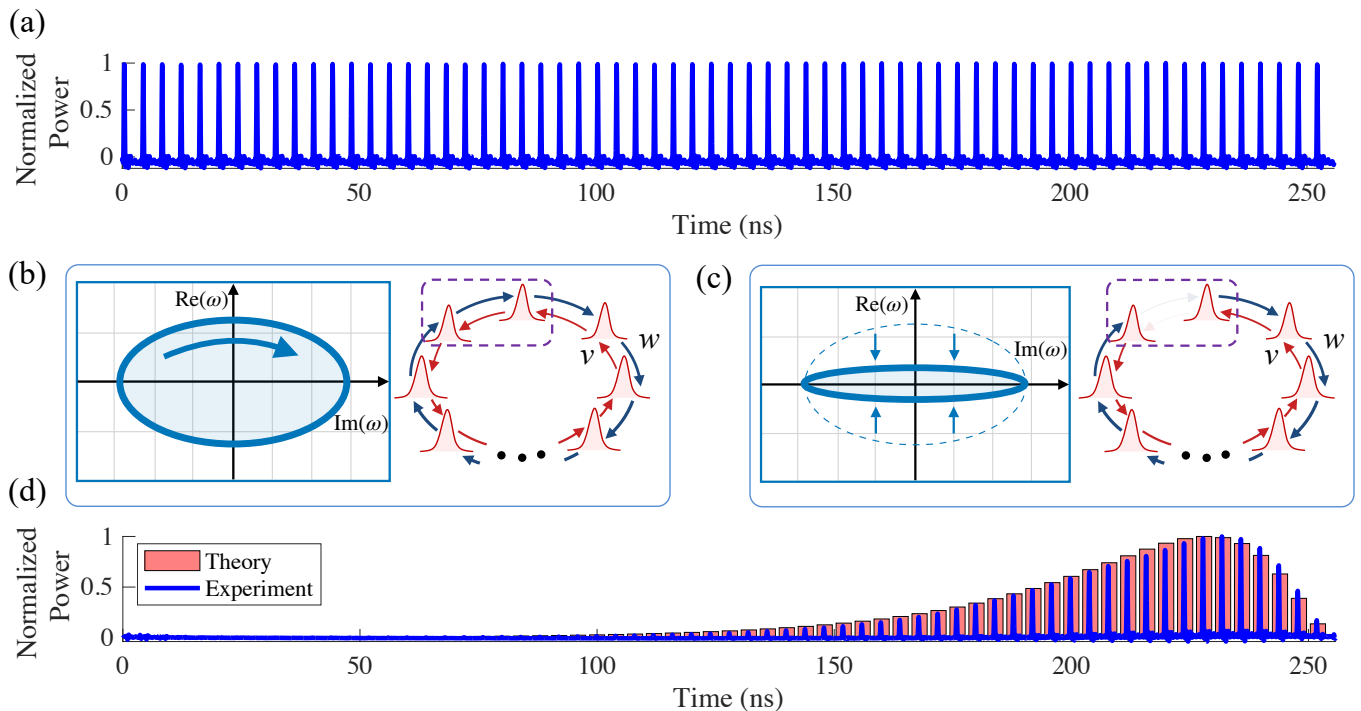 (a)
Normalized
Power
1
0.5
0
0 50 100 150 200 250
Time (ns)
(b)
Re(ω)
Im(ω)
v
w
(c)
Re(ω)
Im(ω)
v
w
(d)
Normalized
Power
1
0.5
0
Theory
Experiment
0 50 100 150 200 250
Time (ns)